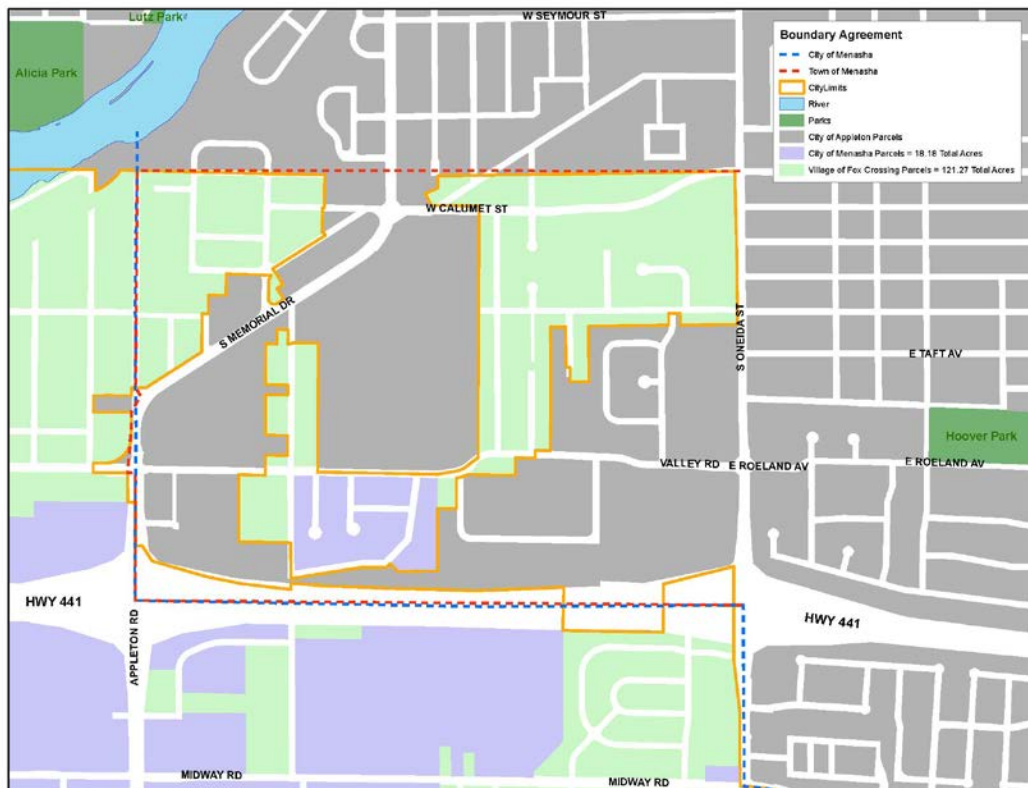 Lutz Park
W SEYMOUR ST
Alicia Park
Boundary Agreement
City of Menasha
Town of Menasha
CityLimits
River
Parks
City of Appleton Parcels
City of Menasha Parcels = 18.18 Total Acres
Village of Fox Crossing Parcels = 121.27 Total Acres
W CALUMET ST
S MEMORIAL DR
S ONEIDA ST
E TAFT AV
Hoover Park
VALLEY RD
E ROELAND AV
E ROELAND AV
HWY 441
HWY 441
APPLETON RD
MIDWAY RD
MIDWAY RD